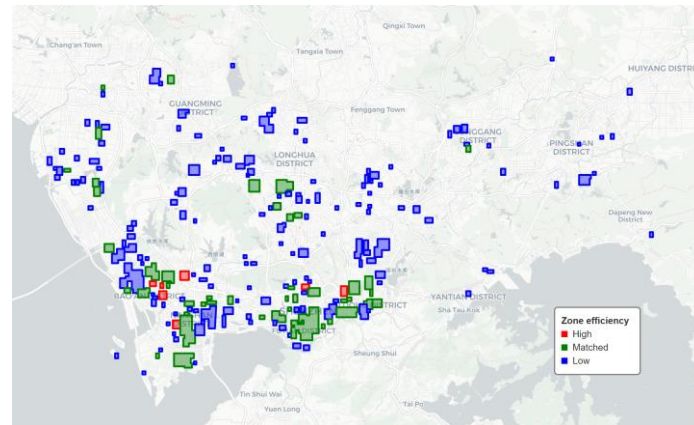 Qingxi Town
Chang'an Town
Tangxia Town
HUIYANG DISTRI
GUANGMING
DISTRICT
Fenggang Town
LONGHUA
DISTRICT
PINGSHAN
DISTRICT
DISTRICT
Dapeng New
District
YANTIAN DISTRICT
Sha Tau Kok
Zone efficiency
High
Matched
Low
Sheung Shui
Tin Shui Wai
Tai Po
Yuen Long